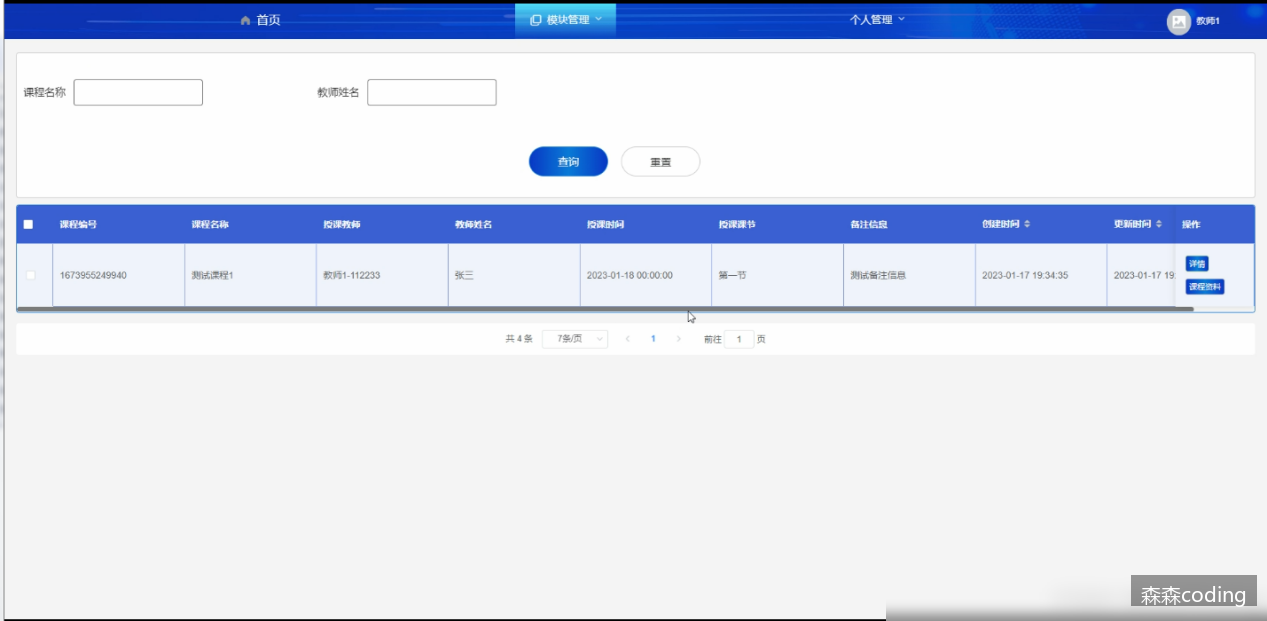 首页
模块管理
个人管理
教师1
课程名称
教师姓名
查询
重置
课程编号 课程名称 授课教师 教师姓名 授课时间 授课课节 备注信息 创建时间 更新时间 操作
1673955249940 测试课程1 教师1-112233 张三 2023-01-18 00:00:00 第一节 测试备注信息 2023-01-17 19:34:35 2023-01-17 19: 详情
课程资料
共 4 条 7条/页 1 前往 1 页
森森coding